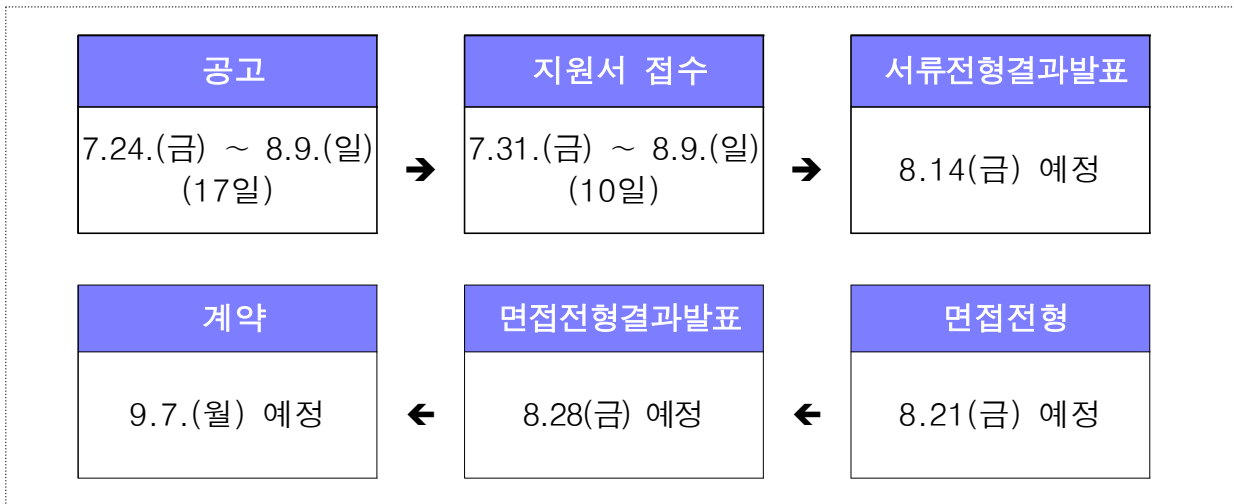 공고
7.24.(금) ~ 8.9.(일)
(17일)
➔
지원서 접수
7.31.(금) ~ 8.9.(일)
(10일)
➔
서류전형결과발표
8.14(금) 예정
면접전형
8.21(금) 예정
🡸
면접전형결과발표
8.28(금) 예정
🡸
계약
9.7.(월) 예정